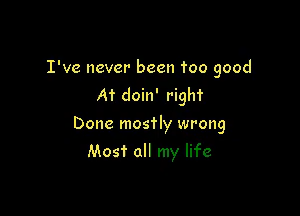 I've never been too good
At doin' right
Done mostly wrong
Most all my life